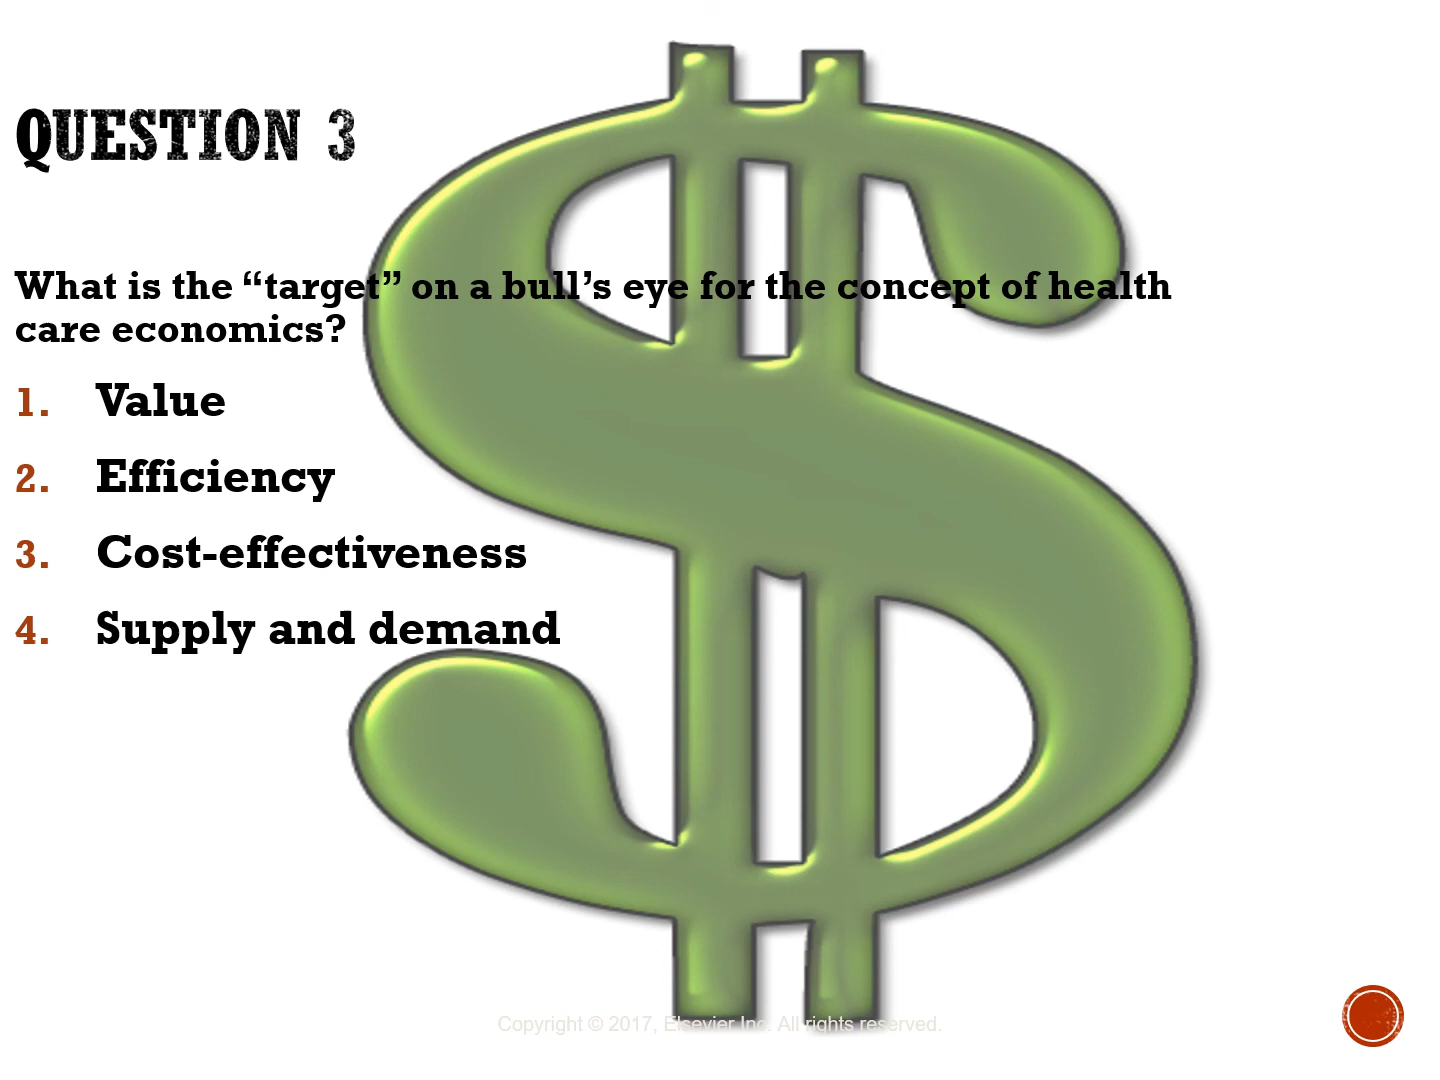 QUESTION 3
What is the “target” on a bull’s eye for the concept of health
care economics?
1. Value
2. Efficiency
3. Cost-effectiveness
4. Supply and demand
Copyright © 2017, Elsevier Inc. All rights reserved.